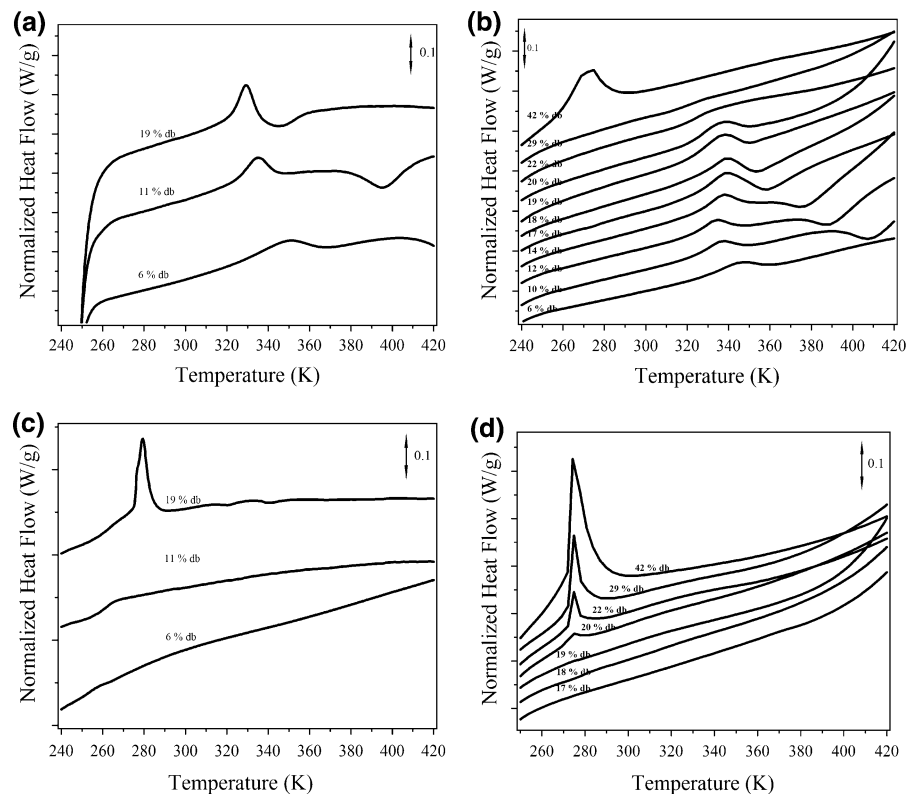 (a)
0.1
19 % db
11 % db
6 % db
Normalized Heat Flow (W/g)
240 260 280 300 320 340 360 380 400 420
Temperature (K)
(b)
0.1
42 % db
29 % db
22 % db
20 % db
19 % db
18 % db
17 % db
14 % db
12 % db
10 % db
6 % db
Normalized Heat Flow (W/g)
240 260 280 300 320 340 360 380 400 420
Temperature (K)
(c)
0.1
19 % db
11 % db
6 % db
Normalized Heat Flow (W/g)
240 260 280 300 320 340 360 380 400 420
Temperature (K)
(d)
0.1
42 % db
29 % db
22 % db
20 % db
19 % db
18 % db
17 % db
Normalized Heat Flow (W/g)
260 280 300 320 340 360 380 400 420
Temperature (K)